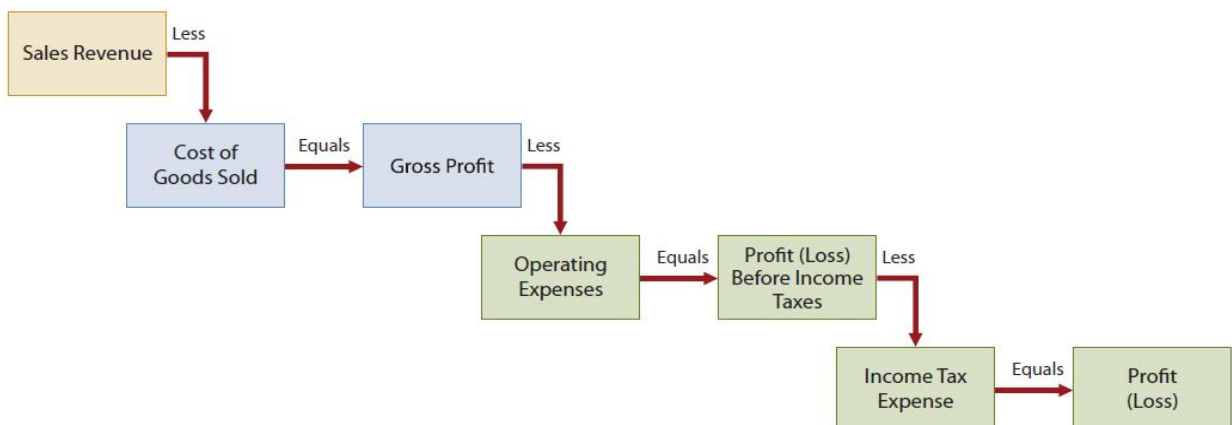 Less
Sales Revenue
Cost of
Goods Sold
Equals
Gross Profit
Less
Operating
Expenses
Equals
Profit (Loss)
Before Income
Taxes
Less
Income Tax
Expense
Equals
Profit
(Loss)